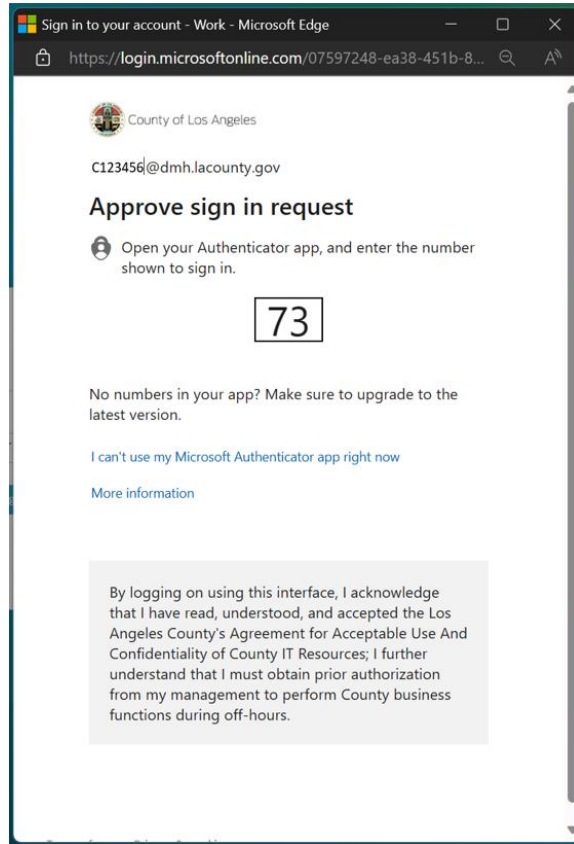 Sign in to your account - Work - Microsoft Edge
https://login.microsoftonline.com/07597248-ea38-451b-8...
County of Los Angeles
C123456@dmh.lacounty.gov
Approve sign in request
Open your Authenticator app, and enter the number
shown to sign in.
73
No numbers in your app? Make sure to upgrade to the
latest version.
I can't use my Microsoft Authenticator app right now
More information
By logging on using this interface, I acknowledge
that I have read, understood, and accepted the Los
Angeles County's Agreement for Acceptable Use And
Confidentiality of County IT Resources; I further
understand that I must obtain prior authorization
from my management to perform County business
functions during off-hours.